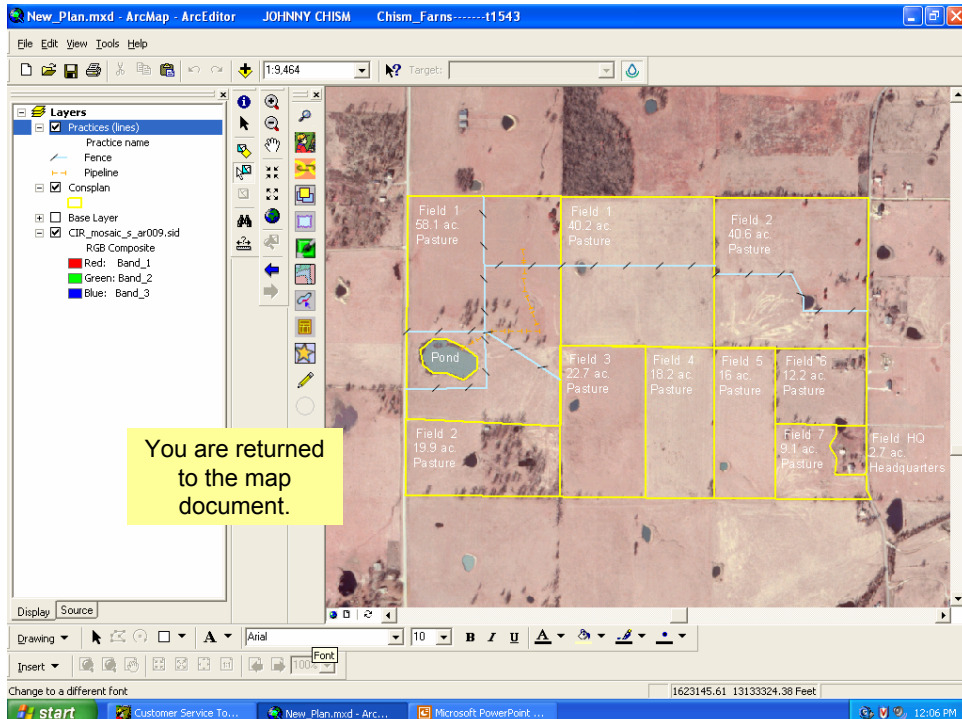 New_Plan.mxd - ArcMap - ArcEditor JOHNNY CHISM Chism_Farns-------t1543
File Edit View Tools Help
1:9,464 Target:
Layers
Practices (lines)
Practice name
Fence
Pipeline
Consplan
Base Layer
CIR_mosaic_s_ar009.sid
RGB Composite
Red: Band_1
Green: Band_2
Blue: Band_3
Field 1
58.1 ac.
Pasture
Field 1
40.2 ac.
Pasture
Field 2
40.6 ac.
Pasture
Pond
Field 3
22.7 ac.
Pasture
Field 4
18.2 ac.
Pasture
Field 5
16 ac.
Pasture
Field 6
12.2 ac.
Pasture
Field 2
19.9 ac.
Pasture
Field 7
9.1 ac.
Pasture
Field HQ
2.7 ac.
Headquarters
You are returned
to the map
document.
Display Source
Drawing A Arial 10 B I U A
Insert 1:1 100%
Font
Change to a different font 1623145.61 13133324.38 Feet
start Customer Service To... New_Plan.mxd - Arc... Microsoft PowerPoint ... 12:06 PM